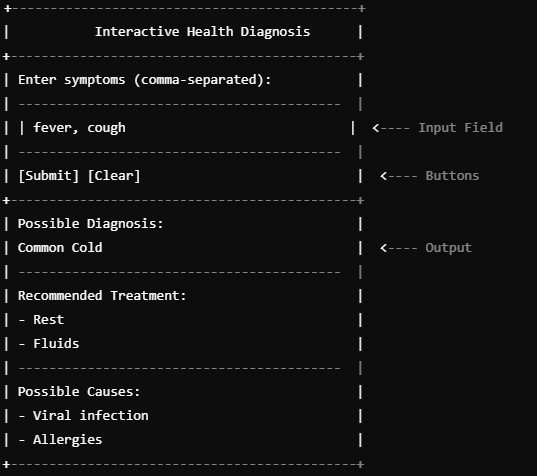 +---------------------------------------------+
|           Interactive Health Diagnosis      |
+---------------------------------------------+
| Enter symptoms (comma-separated):           |
| ------------------------------------------  |
| | fever, cough                             |  <---- Input Field
| ------------------------------------------  |
| [Submit] [Clear]                            |  <---- Buttons
+---------------------------------------------+
| Possible Diagnosis:                         |
| Common Cold                                 |  <---- Output
| ------------------------------------------  |
| Recommended Treatment:                      |
| - Rest                                      |
| - Fluids                                    |
| ------------------------------------------  |
| Possible Causes:                            |
| - Viral infection                           |
| - Allergies                                 |
+---------------------------------------------+